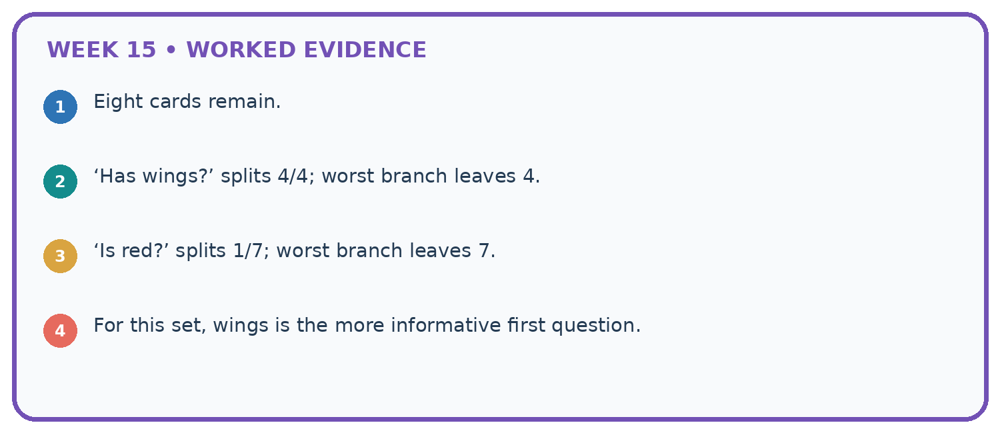 WEEK 15 • WORKED EVIDENCE
1 Eight cards remain.
2 ‘Has wings?’ splits 4/4; worst branch leaves 4.
3 ‘Is red?’ splits 1/7; worst branch leaves 7.
4 For this set, wings is the more informative first question.